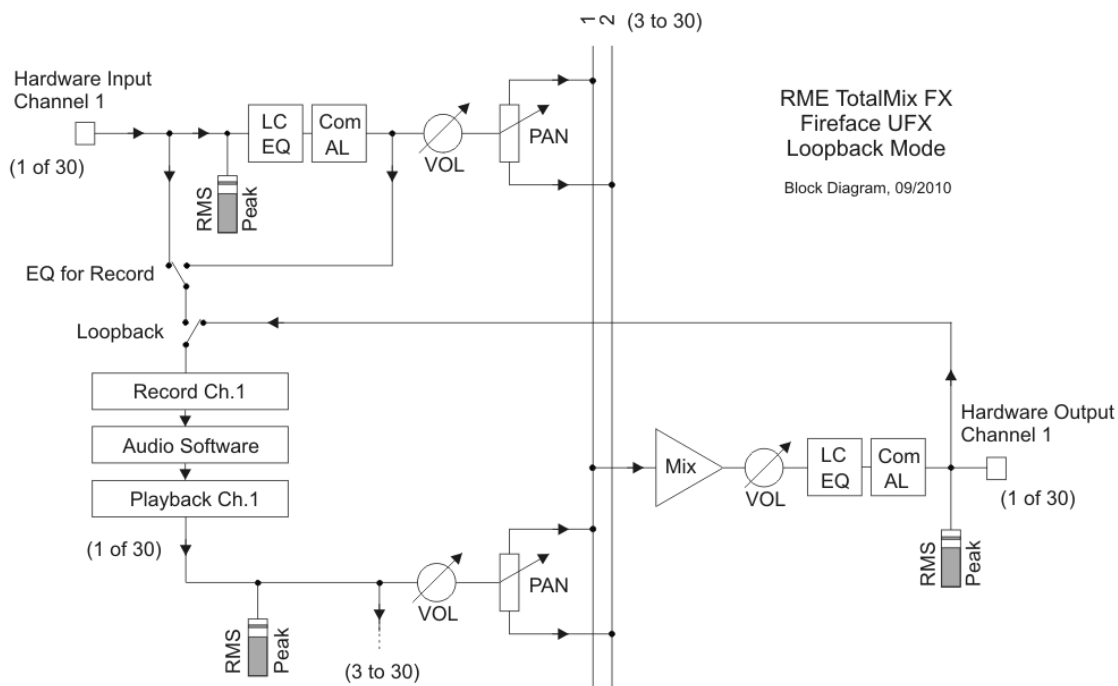 1
2
(3 to 30)
Hardware Input
Channel 1
(1 of 30)
LC
EQ
Com
AL
VOL
PAN
RMS
Peak
RME TotalMix FX
Fireface UFX
Loopback Mode
Block Diagram, 09/2010
EQ for Record
Loopback
Record Ch.1
Audio Software
Playback Ch.1
(1 of 30)
RMS
Peak
(3 to 30)
VOL
PAN
Mix
VOL
LC
EQ
Com
AL
Hardware Output
Channel 1
(1 of 30)
RMS
Peak